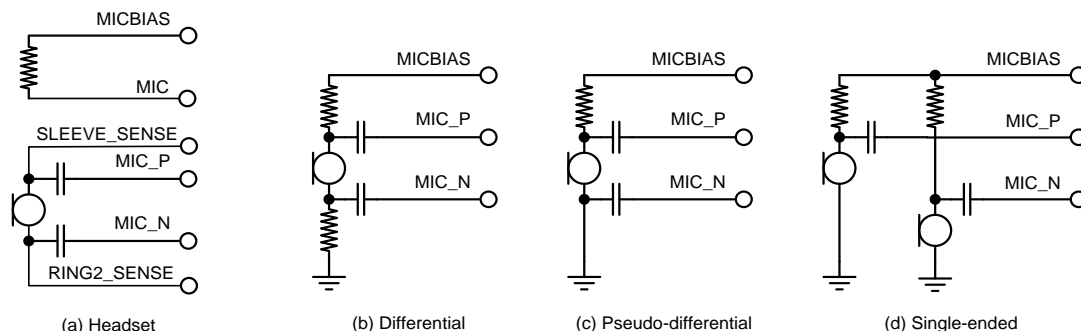 MICBIAS
MIC
SLEEVE_SENSE
MIC_P
MIC_N
RING2_SENSE
(a) Headset
MICBIAS
MIC_P
MIC_N
(b) Differential
MICBIAS
MIC_P
MIC_N
(c) Pseudo-differential
MICBIAS
MIC_P
MIC_N
(d) Single-ended